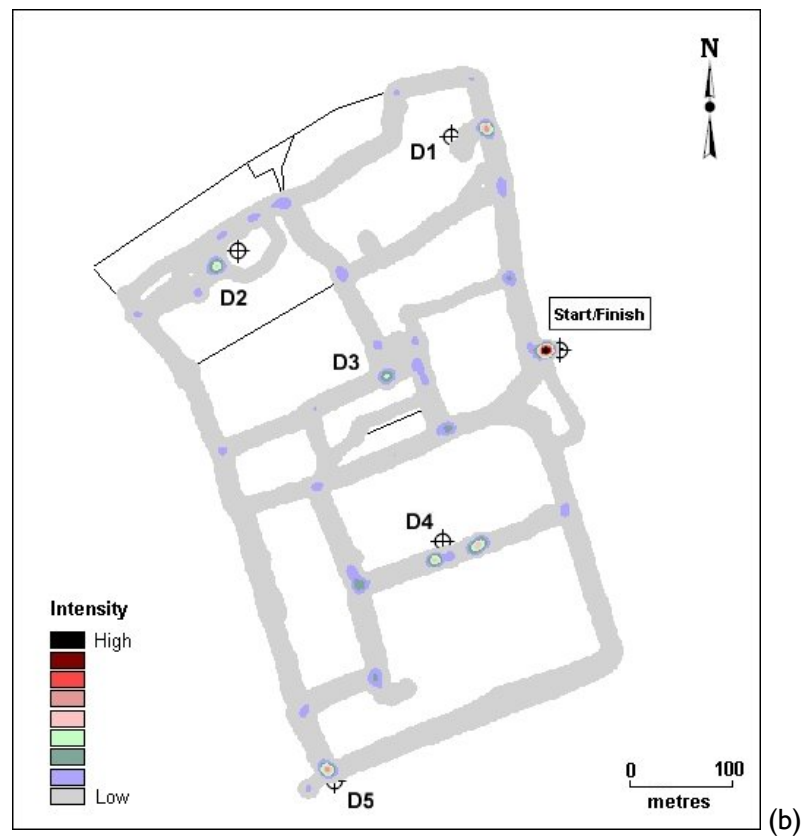 N
D1
D2
Start/Finish
D3
D4
Intensity
High
Low
0 100
metres
D5
(b)